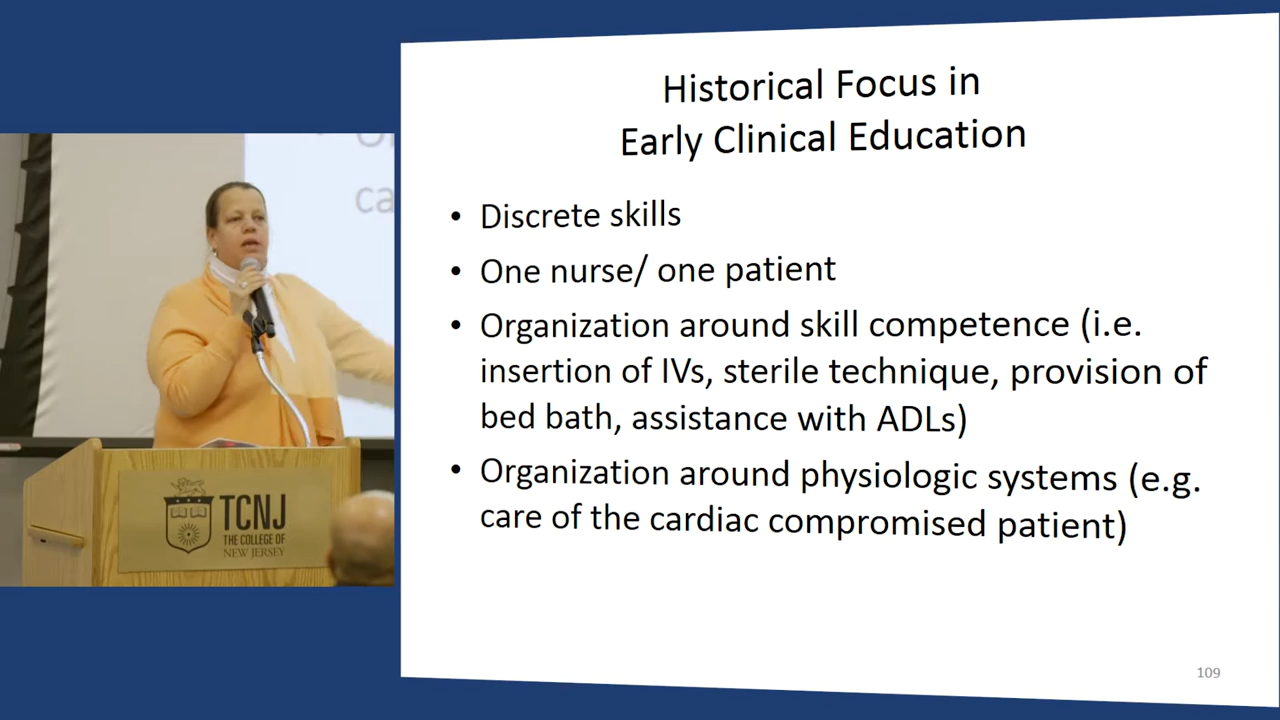 Historical Focus in
Early Clinical Education
• Discrete skills
• One nurse/ one patient
• Organization around skill competence (i.e.
insertion of IVs, sterile technique, provision of
bed bath, assistance with ADLs)
• Organization around physiologic systems (e.g.
care of the cardiac compromised patient)
109
ca
TCNJ
THE COLLEGE OF
NEW JERSEY